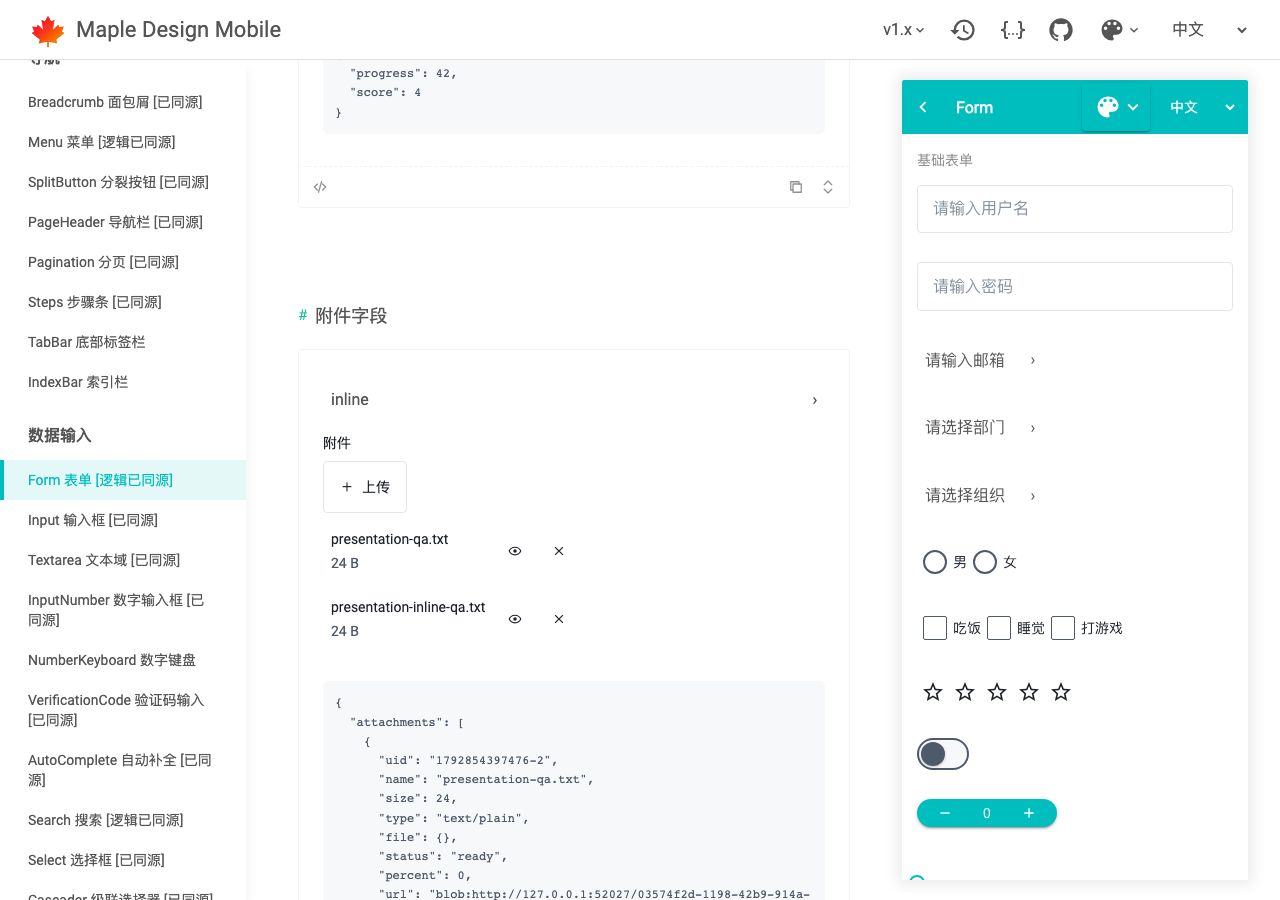 Maple Design Mobile
v1.x
中文
导航
Breadcrumb 面包屑 [已同源]
Menu 菜单 [逻辑已同源]
SplitButton 分裂按钮 [已同源]
PageHeader 导航栏 [已同源]
Pagination 分页 [已同源]
Steps 步骤条 [已同源]
TabBar 底部标签栏
IndexBar 索引栏
数据输入
Form 表单 [逻辑已同源]
Input 输入框 [已同源]
Textarea 文本域 [已同源]
InputNumber 数字输入框 [已
同源]
NumberKeyboard 数字键盘
VerificationCode 验证码输入
[已同源]
AutoComplete 自动补全 [已同
源]
Search 搜索 [逻辑已同源]
Select 选择框 [已同源]
Cascader 级联选择器 [已同源]
"progress": 42,
"score": 4
}
# 附件字段
inline
附件
+ 上传
presentation-qa.txt
24 B
presentation-inline-qa.txt
24 B
{
"attachments": [
{
"uid": "1792854397476-2",
"name": "presentation-qa.txt",
"size": 24,
"type": "text/plain",
"file": {},
"status": "ready",
"percent": 0,
"url": "blob:http://127.0.0.1:52027/03574f2d-1198-42b9-914a-
Form
中文
基础表单
请输入用户名
请输入密码
请输入邮箱
请选择部门
请选择组织
男 女
吃饭 睡觉 打游戏
− 0 +